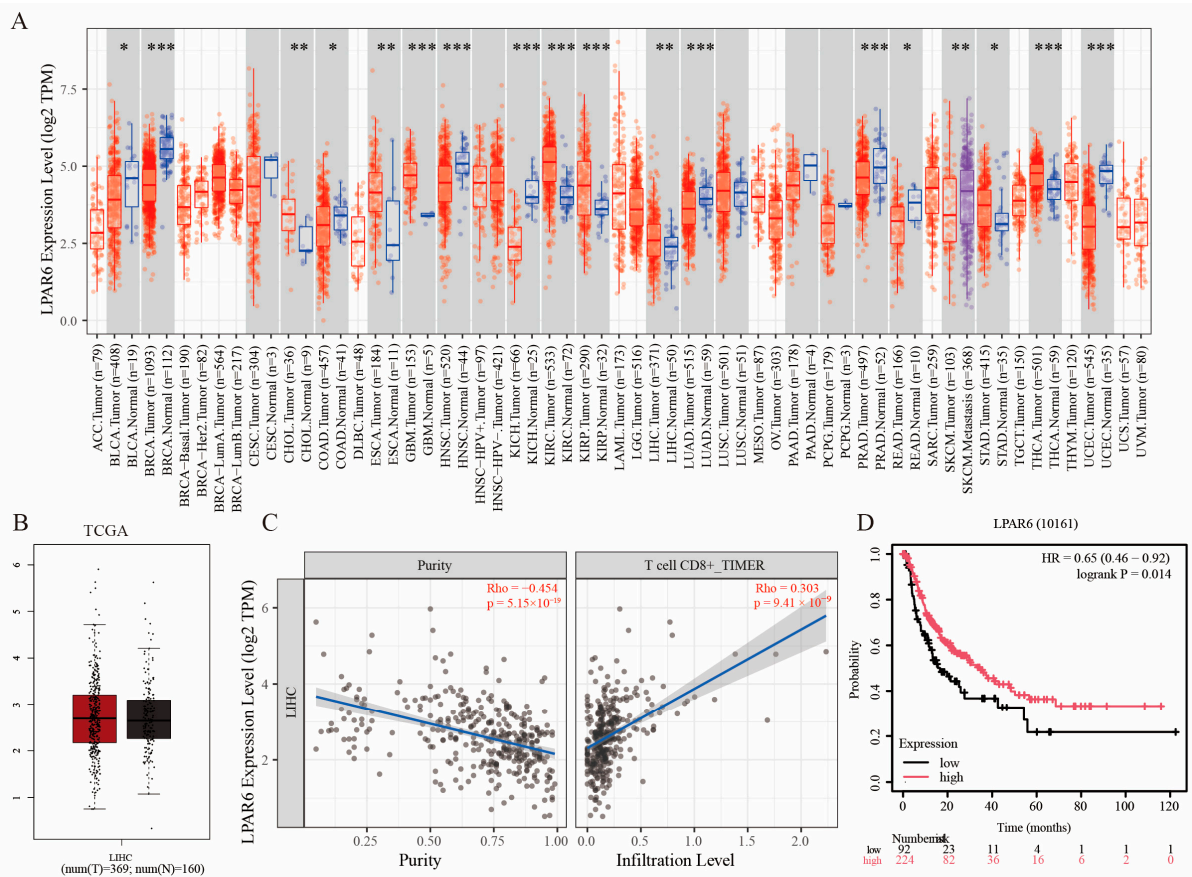 A
LPAR6 Expression Level (log2 TPM)
* *** ** * ** *** *** *** *** *** ** *** *** * ** * *** ***
7.5
5.0
2.5
0.0
ACC.Tumor (n=79)
BLCA.Tumor (n=408)
BLCA.Normal (n=19)
BRCA.Tumor (n=1093)
BRCA.Normal (n=112)
BRCA-Basal.Tumor (n=190)
BRCA-Her2.Tumor (n=82)
BRCA-LumA.Tumor (n=564)
BRCA-LumB.Tumor (n=217)
CESC.Tumor (n=304)
CESC.Normal (n=3)
CHOL.Tumor (n=36)
CHOL.Normal (n=9)
COAD.Tumor (n=457)
COAD.Normal (n=41)
DLBC.Tumor (n=48)
ESCA.Tumor (n=184)
ESCA.Normal (n=11)
GBM.Tumor (n=153)
GBM.Normal (n=5)
HNSC.Tumor (n=520)
HNSC.Normal (n=44)
HNSC-HPV+.Tumor (n=97)
HNSC-HPV-.Tumor (n=421)
KICH.Tumor (n=66)
KICH.Normal (n=25)
KIRC.Tumor (n=533)
KIRC.Normal (n=72)
KIRP.Tumor (n=290)
KIRP.Normal (n=32)
LAML.Tumor (n=173)
LGG.Tumor (n=516)
LIHC.Tumor (n=371)
LIHC.Normal (n=50)
LUAD.Tumor (n=515)
LUAD.Normal (n=59)
LUSC.Tumor (n=501)
LUSC.Normal (n=51)
MESO.Tumor (n=87)
OV.Tumor (n=303)
PAAD.Tumor (n=178)
PAAD.Normal (n=4)
PCPG.Tumor (n=179)
PCPG.Normal (n=3)
PRAD.Tumor (n=497)
PRAD.Normal (n=52)
READ.Tumor (n=166)
READ.Normal (n=10)
SARC.Tumor (n=259)
SKCM.Tumor (n=103)
SKCM.Metastasis (n=368)
STAD.Tumor (n=415)
STAD.Normal (n=35)
TGCT.Tumor (n=150)
THCA.Tumor (n=501)
THCA.Normal (n=59)
THYM.Tumor (n=120)
UCEC.Tumor (n=545)
UCEC.Normal (n=35)
UCS.Tumor (n=57)
UVM.Tumor (n=80)
B
TCGA
6
5
4
3
2
1
LIHC
(num(T)=369; num(N)=160)
C
LPAR6 Expression Level (log2 TPM)
LIHC
Purity
T cell CD8+_TIMER
Rho = −0.454
p = 5.15×10⁻¹⁹
Rho = 0.303
p = 9.41 × 10⁻⁹
6
4
2
0.25 0.50 0.75 1.00
0.0 0.5 1.0 1.5 2.0
Purity
Infiltration Level
D
LPAR6 (10161)
HR = 0.65 (0.46 − 0.92)
logrank P = 0.014
Probability
1.0
0.8
0.6
0.4
0.2
0.0
Expression
low
high
0 20 40 60 80 100 120
Time (months)
Number at risk
low 92 23 11 4 1 1 1
high 224 82 36 16 6 2 0